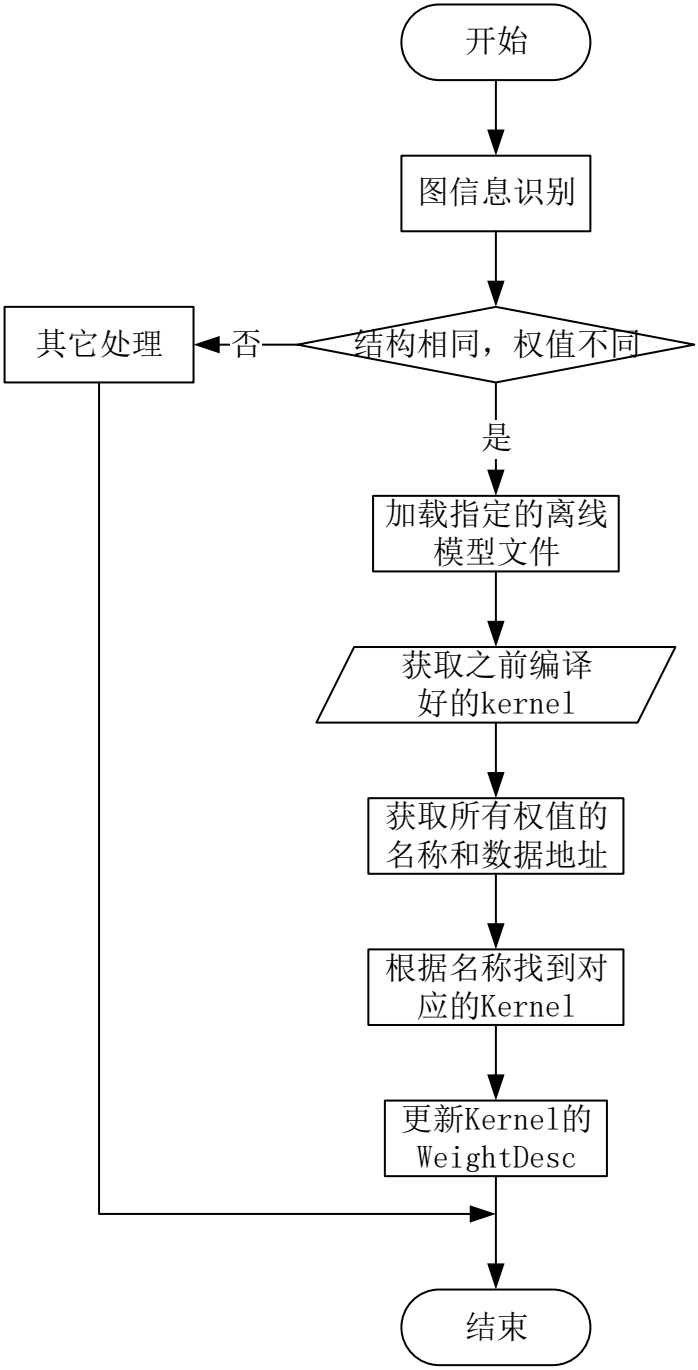 开始
图信息识别
结构相同，权值不同
否
其它处理
是
加载指定的离线
模型文件
获取之前编译
好的kernel
获取所有权值的
名称和数据地址
根据名称找到对
应的Kernel
更新Kernel的
WeightDesc
结束